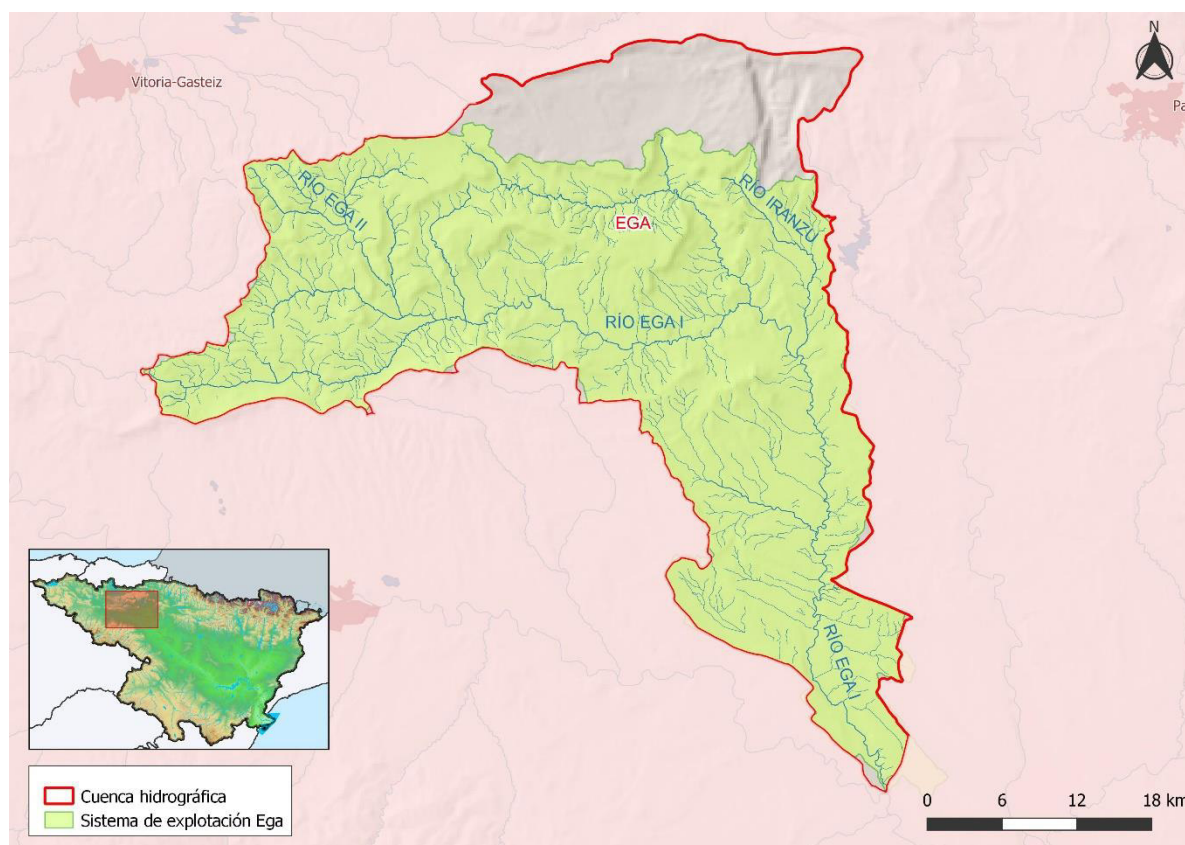 N
Vitoria-Gasteiz
Pa
RÍO EGA II
RÍO IRANZU
EGA
RÍO EGA I
RÍO EGA I
Cuenca hidrográfica
Sistema de explotación Ega
0 6 12 18 km